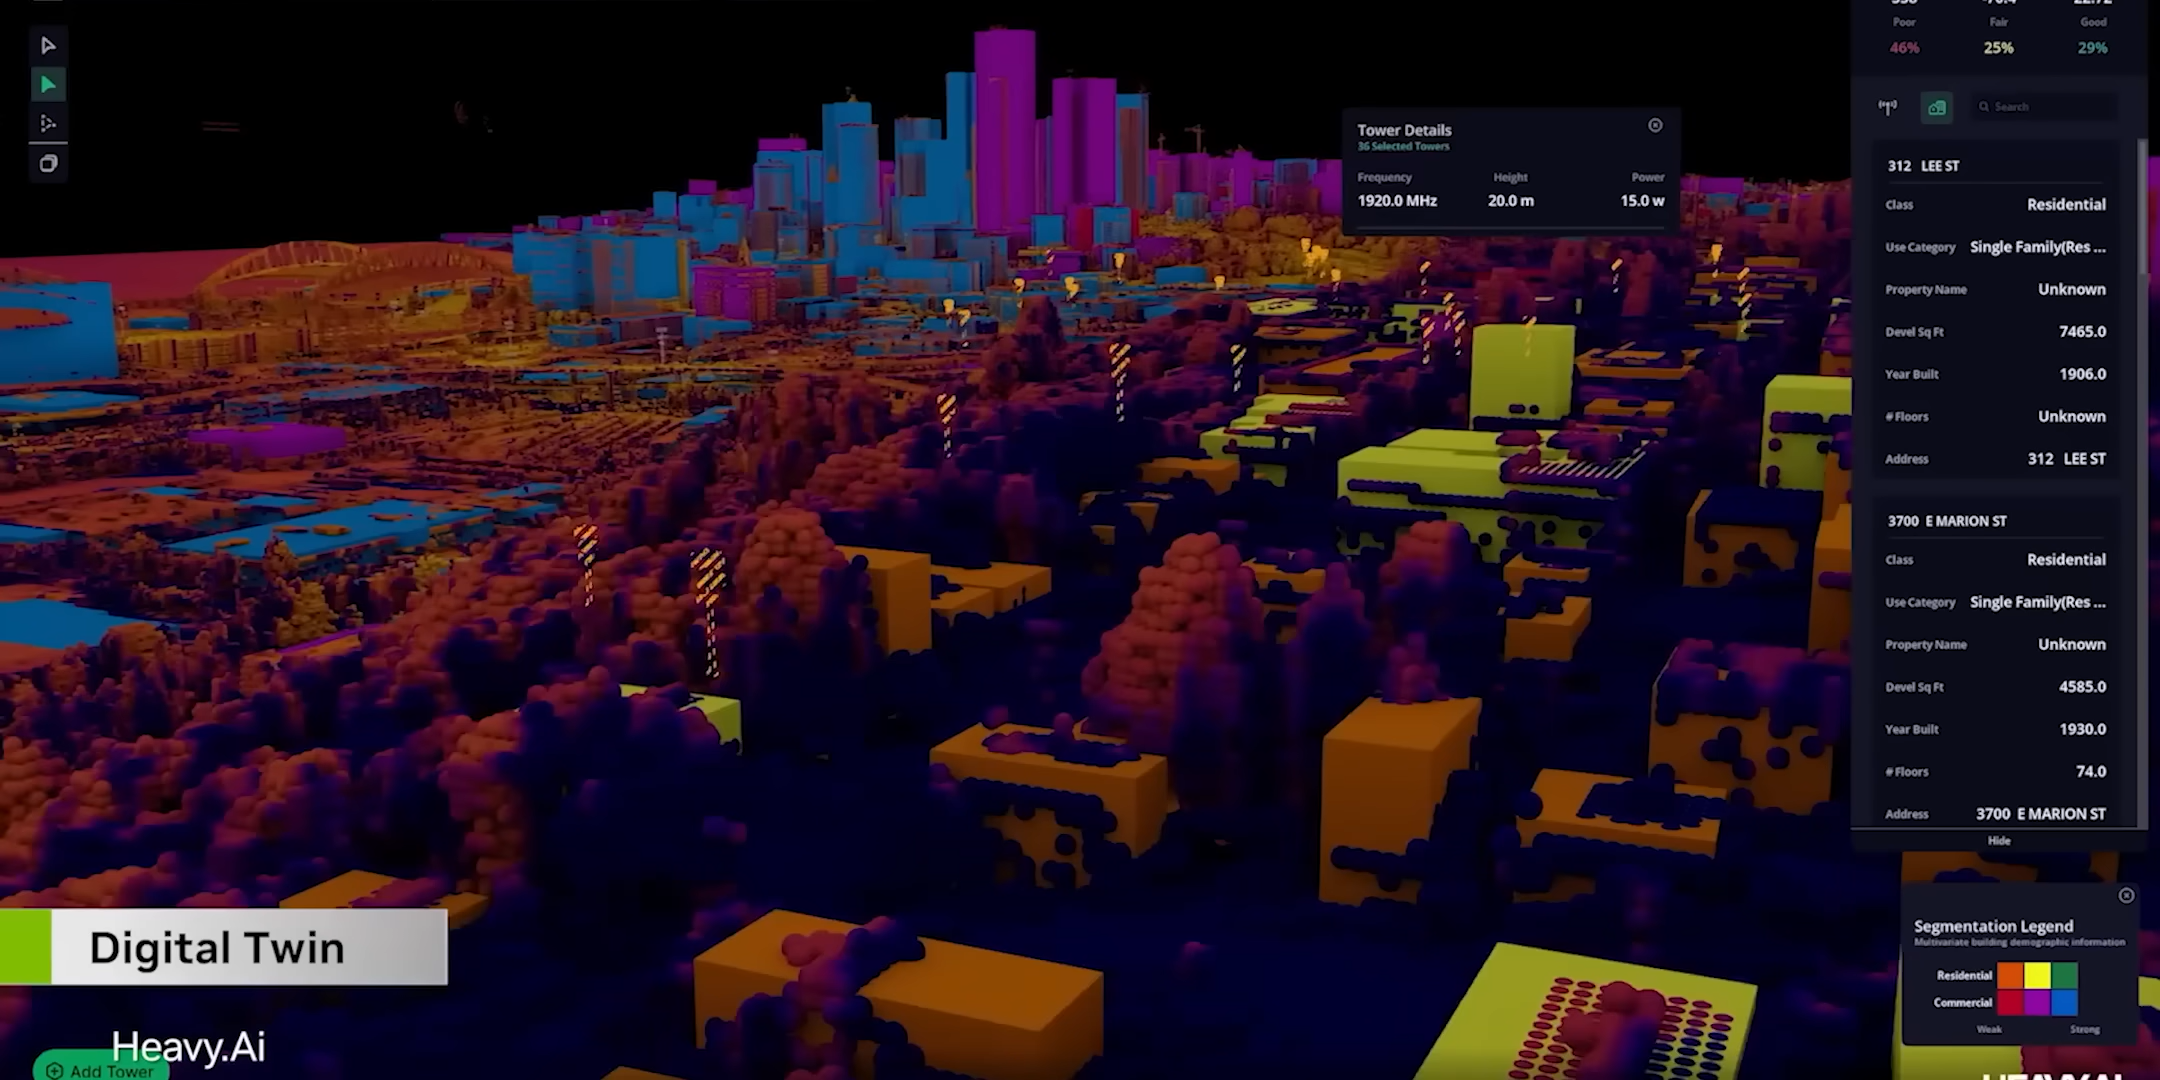 Poor Fair Good
46% 25% 29%
Search
Tower Details
36 Selected Towers
Frequency Height Power
1920.0 MHz 20.0 m 15.0 w
312 LEE ST
Class Residential
Use Category Single Family(Res ...
Property Name Unknown
Devel Sq Ft 7465.0
Year Built 1906.0
# Floors Unknown
Address 312 LEE ST
3700 E MARION ST
Class Residential
Use Category Single Family(Res ...
Property Name Unknown
Devel Sq Ft 4585.0
Year Built 1930.0
# Floors 74.0
Address 3700 E MARION ST
Hide
Segmentation Legend
Multivariate building demographic information
Residential
Commercial
Weak Strong
Digital Twin
Heavy.Ai
Add Tower